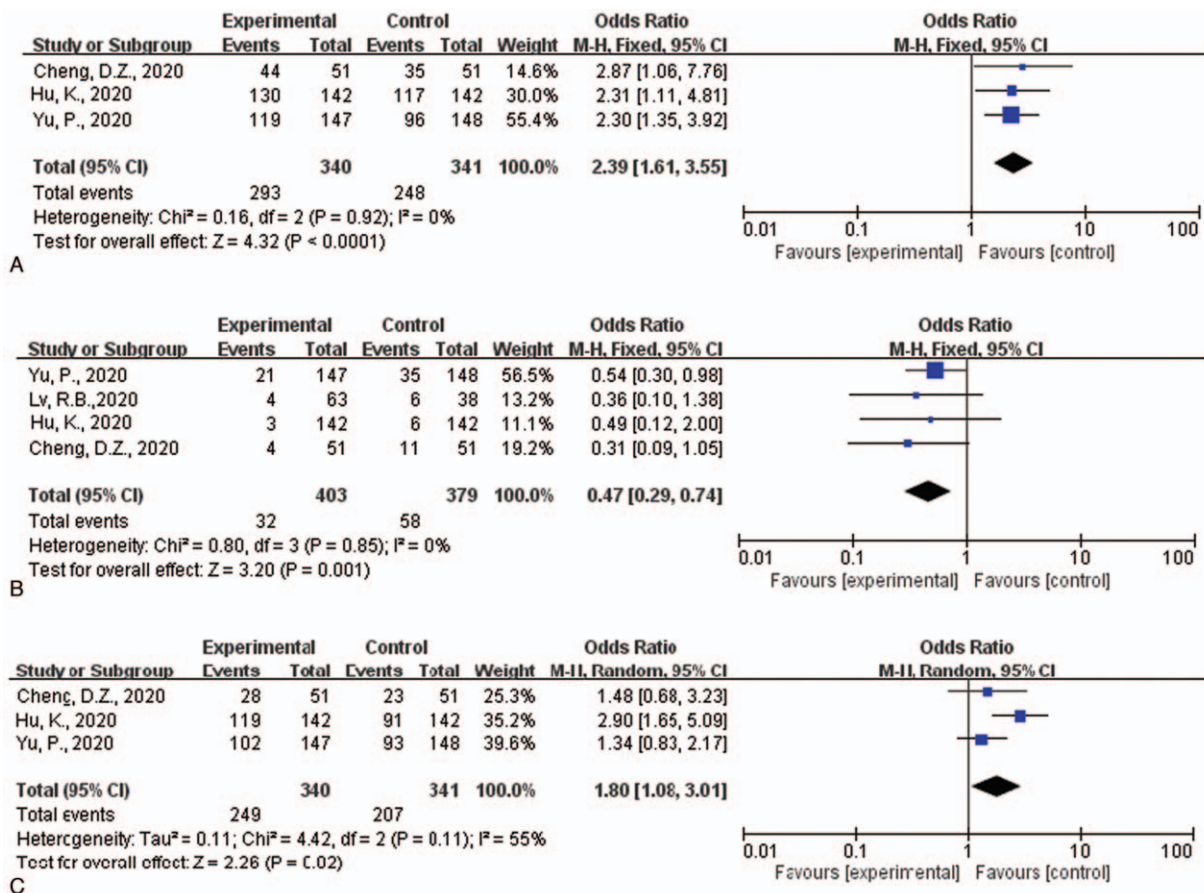 Experimental Control Odds Ratio Odds Ratio
Study or Subgroup Events Total Events Total Weight M-H, Fixed, 95% CI M-H, Fixed, 95% CI
Cheng, D.Z., 2020 44 51 35 51 14.6% 2.87 [1.06, 7.76]
Hu, K., 2020 130 142 117 142 30.0% 2.31 [1.11, 4.81]
Yu, P., 2020 119 147 96 148 55.4% 2.30 [1.35, 3.92]
Total (95% CI) 340 341 100.0% 2.39 [1.61, 3.55]
Total events 293 248
Heterogeneity: Chi² = 0.16, df = 2 (P = 0.92); I² = 0%
Test for overall effect: Z = 4.32 (P < 0.0001)
0.01 0.1 1 10 100
Favours [experimental] Favours [control]
A
Experimental Control Odds Ratio Odds Ratio
Study or Subgroup Events Total Events Total Weight M-H, Fixed, 95% CI M-H, Fixed, 95% CI
Yu, P., 2020 21 147 35 148 56.5% 0.54 [0.30, 0.98]
Lv, R.B.,2020 4 63 6 38 13.2% 0.36 [0.10, 1.38]
Hu, K., 2020 3 142 6 142 11.1% 0.49 [0.12, 2.00]
Cheng, D.Z., 2020 4 51 11 51 19.2% 0.31 [0.09, 1.05]
Total (95% CI) 403 379 100.0% 0.47 [0.29, 0.74]
Total events 32 58
Heterogeneity: Chi² = 0.80, df = 3 (P = 0.85); I² = 0%
Test for overall effect: Z = 3.20 (P = 0.001)
0.01 0.1 1 10 100
Favours [experimental] Favours [control]
B
Experimental Control Odds Ratio Odds Ratio
Study or Subgroup Events Total Events Total Weight M-H, Random, 95% CI M-H, Random, 95% CI
Cheng, D.Z., 2020 28 51 23 51 25.3% 1.48 [0.68, 3.23]
Hu, K., 2020 119 142 91 142 35.2% 2.90 [1.65, 5.09]
Yu, P., 2020 102 147 93 148 39.6% 1.34 [0.83, 2.17]
Total (95% CI) 340 341 100.0% 1.80 [1.08, 3.01]
Total events 249 207
Heterogeneity: Tau² = 0.11; Chi² = 4.42, df = 2 (P = 0.11); I² = 55%
Test for overall effect: Z = 2.26 (P = 0.02)
0.01 0.1 1 10 100
Favours [experimental] Favours [control]
C